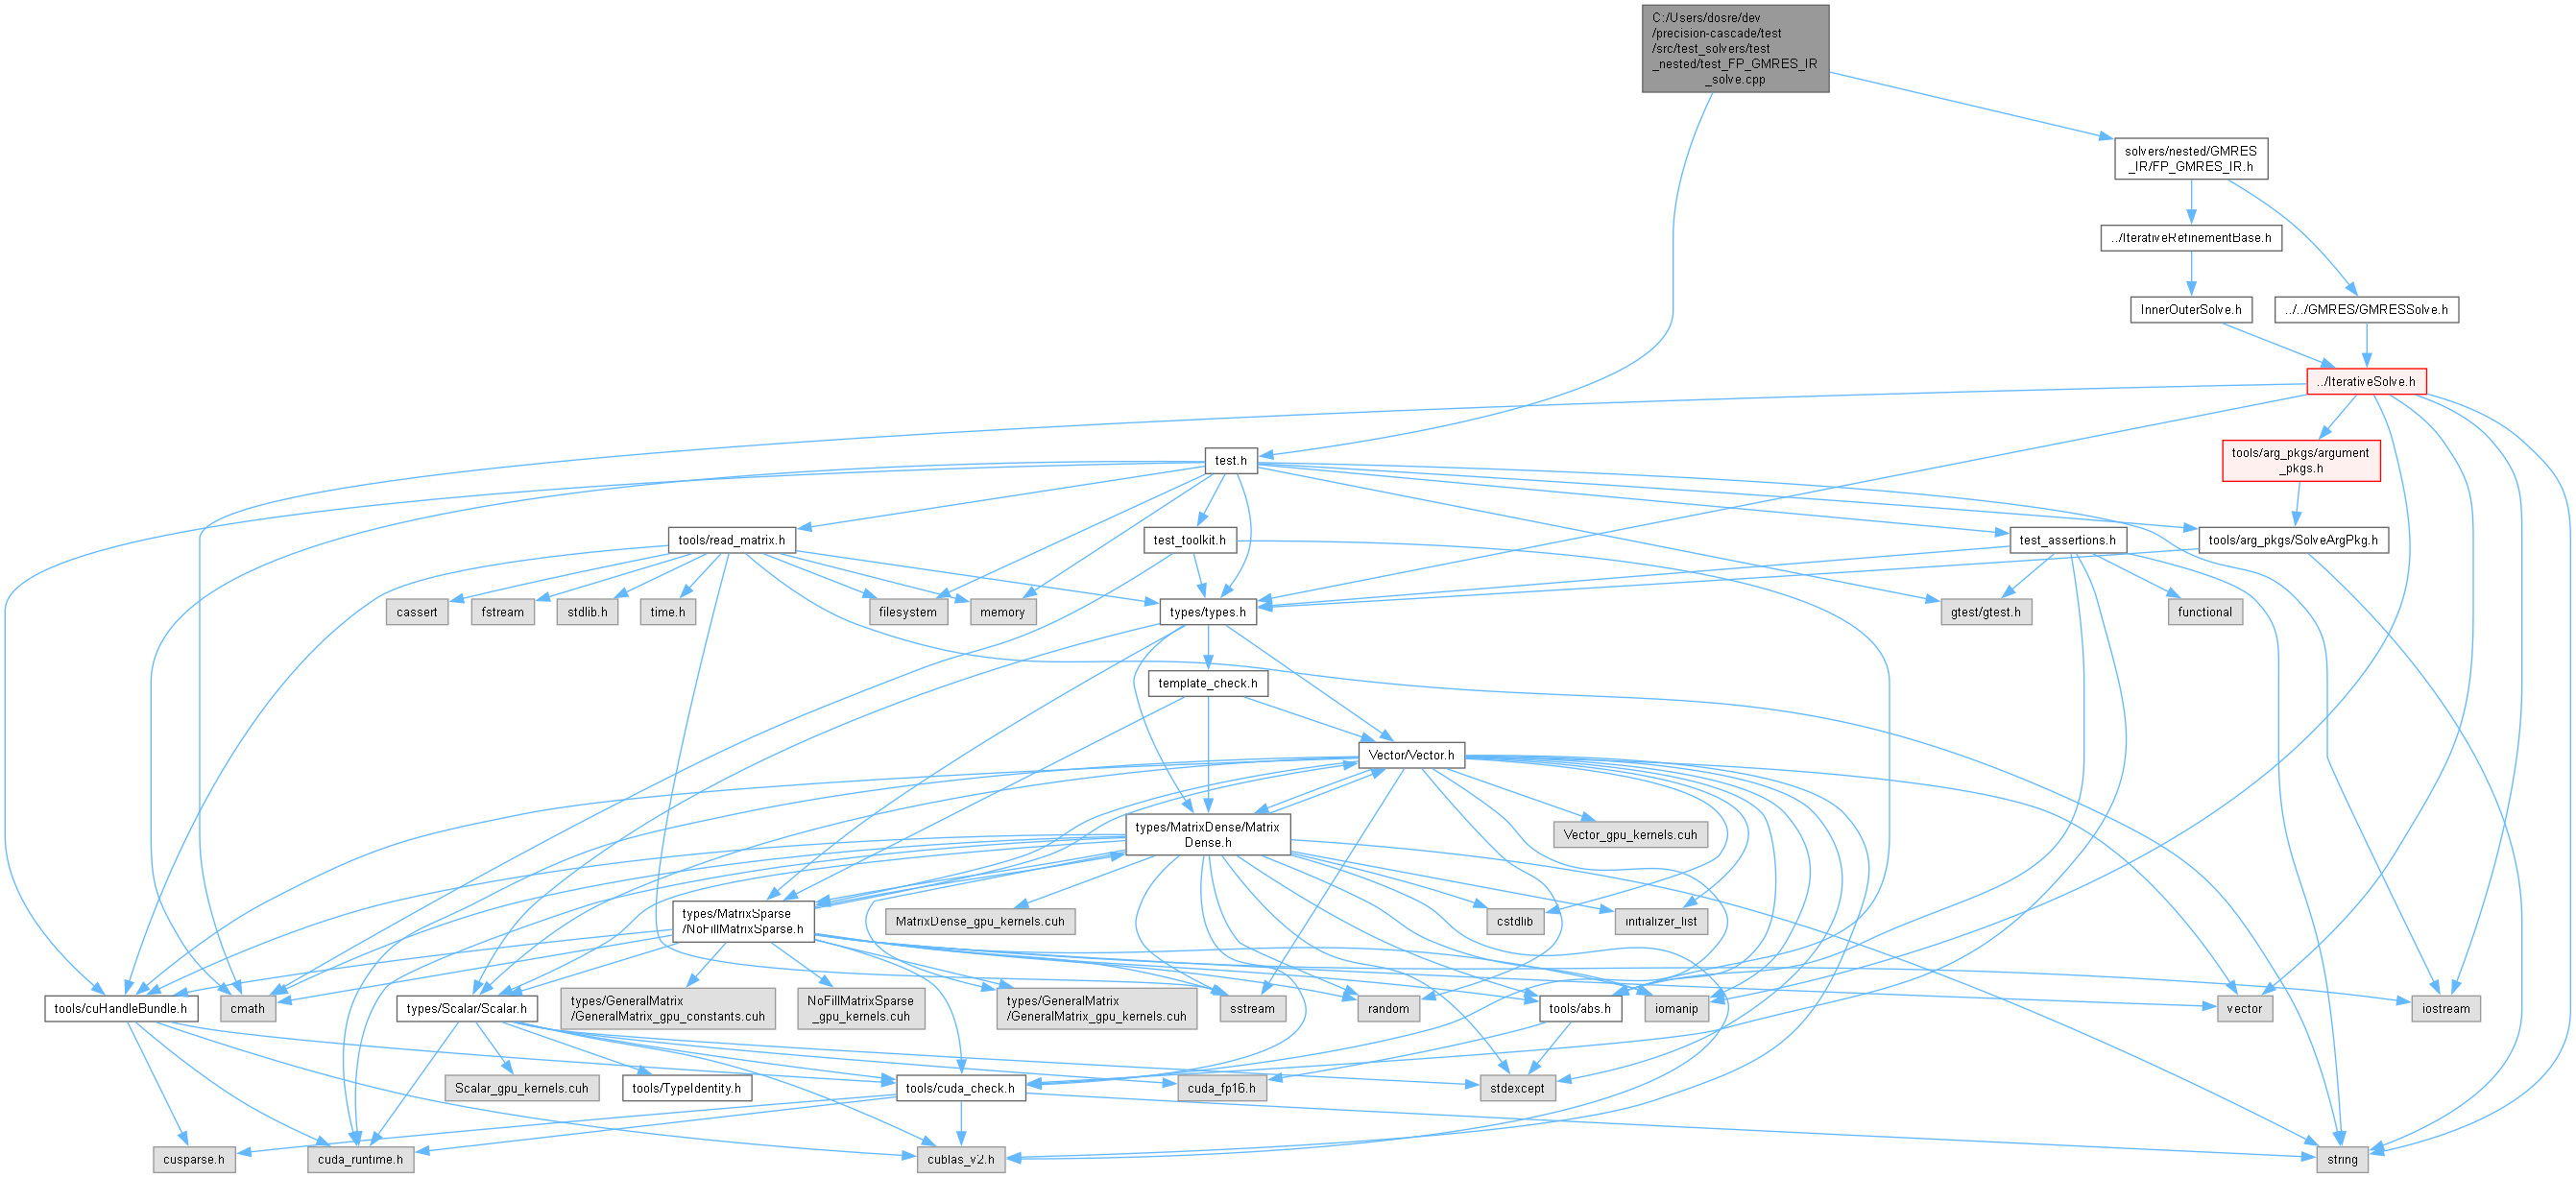 C:/Users/dosre/dev
/precision-cascade/test
/src/test_solvers/test
_nested/test_FP_GMRES_IR
_solve.cpp
solvers/nested/GMRES
_IR/FP_GMRES_IR.h
../IterativeRefinementBase.h
InnerOuterSolve.h
../../GMRES/GMRESSolve.h
../IterativeSolve.h
test.h
tools/arg_pkgs/argument
_pkgs.h
tools/read_matrix.h
test_toolkit.h
test_assertions.h
tools/arg_pkgs/SolveArgPkg.h
cassert
fstream
stdlib.h
time.h
filesystem
memory
types/types.h
gtest/gtest.h
functional
template_check.h
Vector/Vector.h
types/MatrixDense/Matrix
Dense.h
Vector_gpu_kernels.cuh
types/MatrixSparse
/NoFillMatrixSparse.h
MatrixDense_gpu_kernels.cuh
cstdlib
initializer_list
tools/cuHandleBundle.h
cmath
types/Scalar/Scalar.h
types/GeneralMatrix
/GeneralMatrix_gpu_constants.cuh
NoFillMatrixSparse
_gpu_kernels.cuh
types/GeneralMatrix
/GeneralMatrix_gpu_kernels.cuh
sstream
random
tools/abs.h
iomanip
vector
iostream
Scalar_gpu_kernels.cuh
tools/TypeIdentity.h
tools/cuda_check.h
cuda_fp16.h
stdexcept
cusparse.h
cuda_runtime.h
cublas_v2.h
string